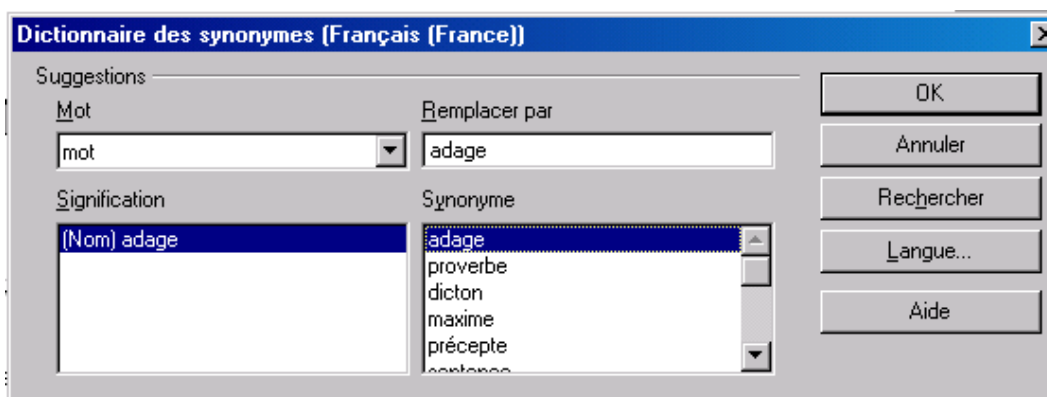 Dictionnaire des synonymes (Français (France))
Suggestions
Mot
Remplacer par
mot
adage
Signification
Synonyme
(Nom) adage
adage
proverbe
dicton
maxime
précepte
OK
Annuler
Rechercher
Langue...
Aide